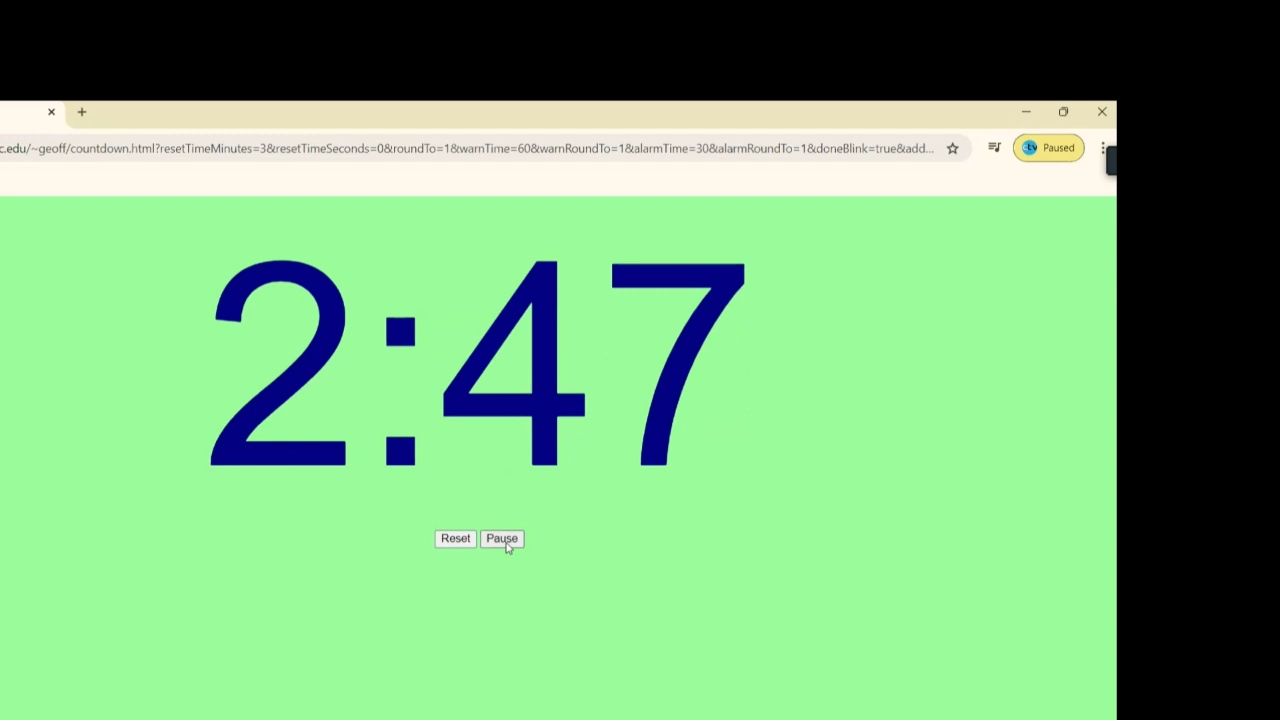 c.edu/~geoff/countdown.html?resetTimeMinutes=3&resetTimeSeconds=0&roundTo=1&warnTime=60&warnRoundTo=1&alarmTime=30&alarmRoundTo=1&doneBlink=true&add...
tv Paused
2:47
Reset Pause